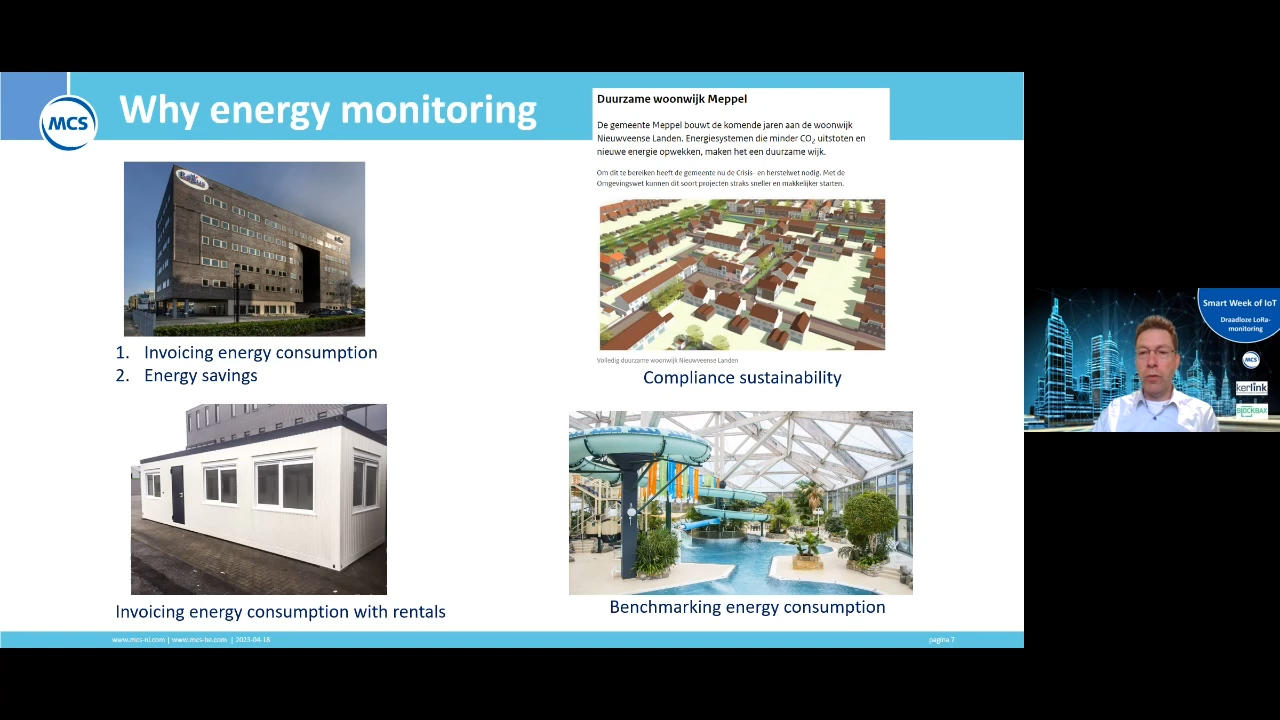 MCS
Why energy monitoring
Duurzame woonwijk Meppel
De gemeente Meppel bouwt de komende jaren aan de woonwijk
Nieuwveense Landen. Energiesystemen die minder CO₂ uitstoten en
nieuwe energie opwekken, maken het een duurzame wijk.
Om dit te bereiken heeft de gemeente nu de Crisis- en herstelwet nodig. Met de
Omgevingswet kunnen dit soort projecten straks sneller en makkelijker starten.
1. Invoicing energy consumption
2. Energy savings
Volledig duurzame woonwijk Nieuwveense Landen
Compliance sustainability
Invoicing energy consumption with rentals
Benchmarking energy consumption
www.mcs-nl.com | www.mcs-be.com | 2023-04-18
pagina 7
Smart Week of IoT
Draadloze LoRa-
monitoring
MCS
kerlink
BLOCKBAX